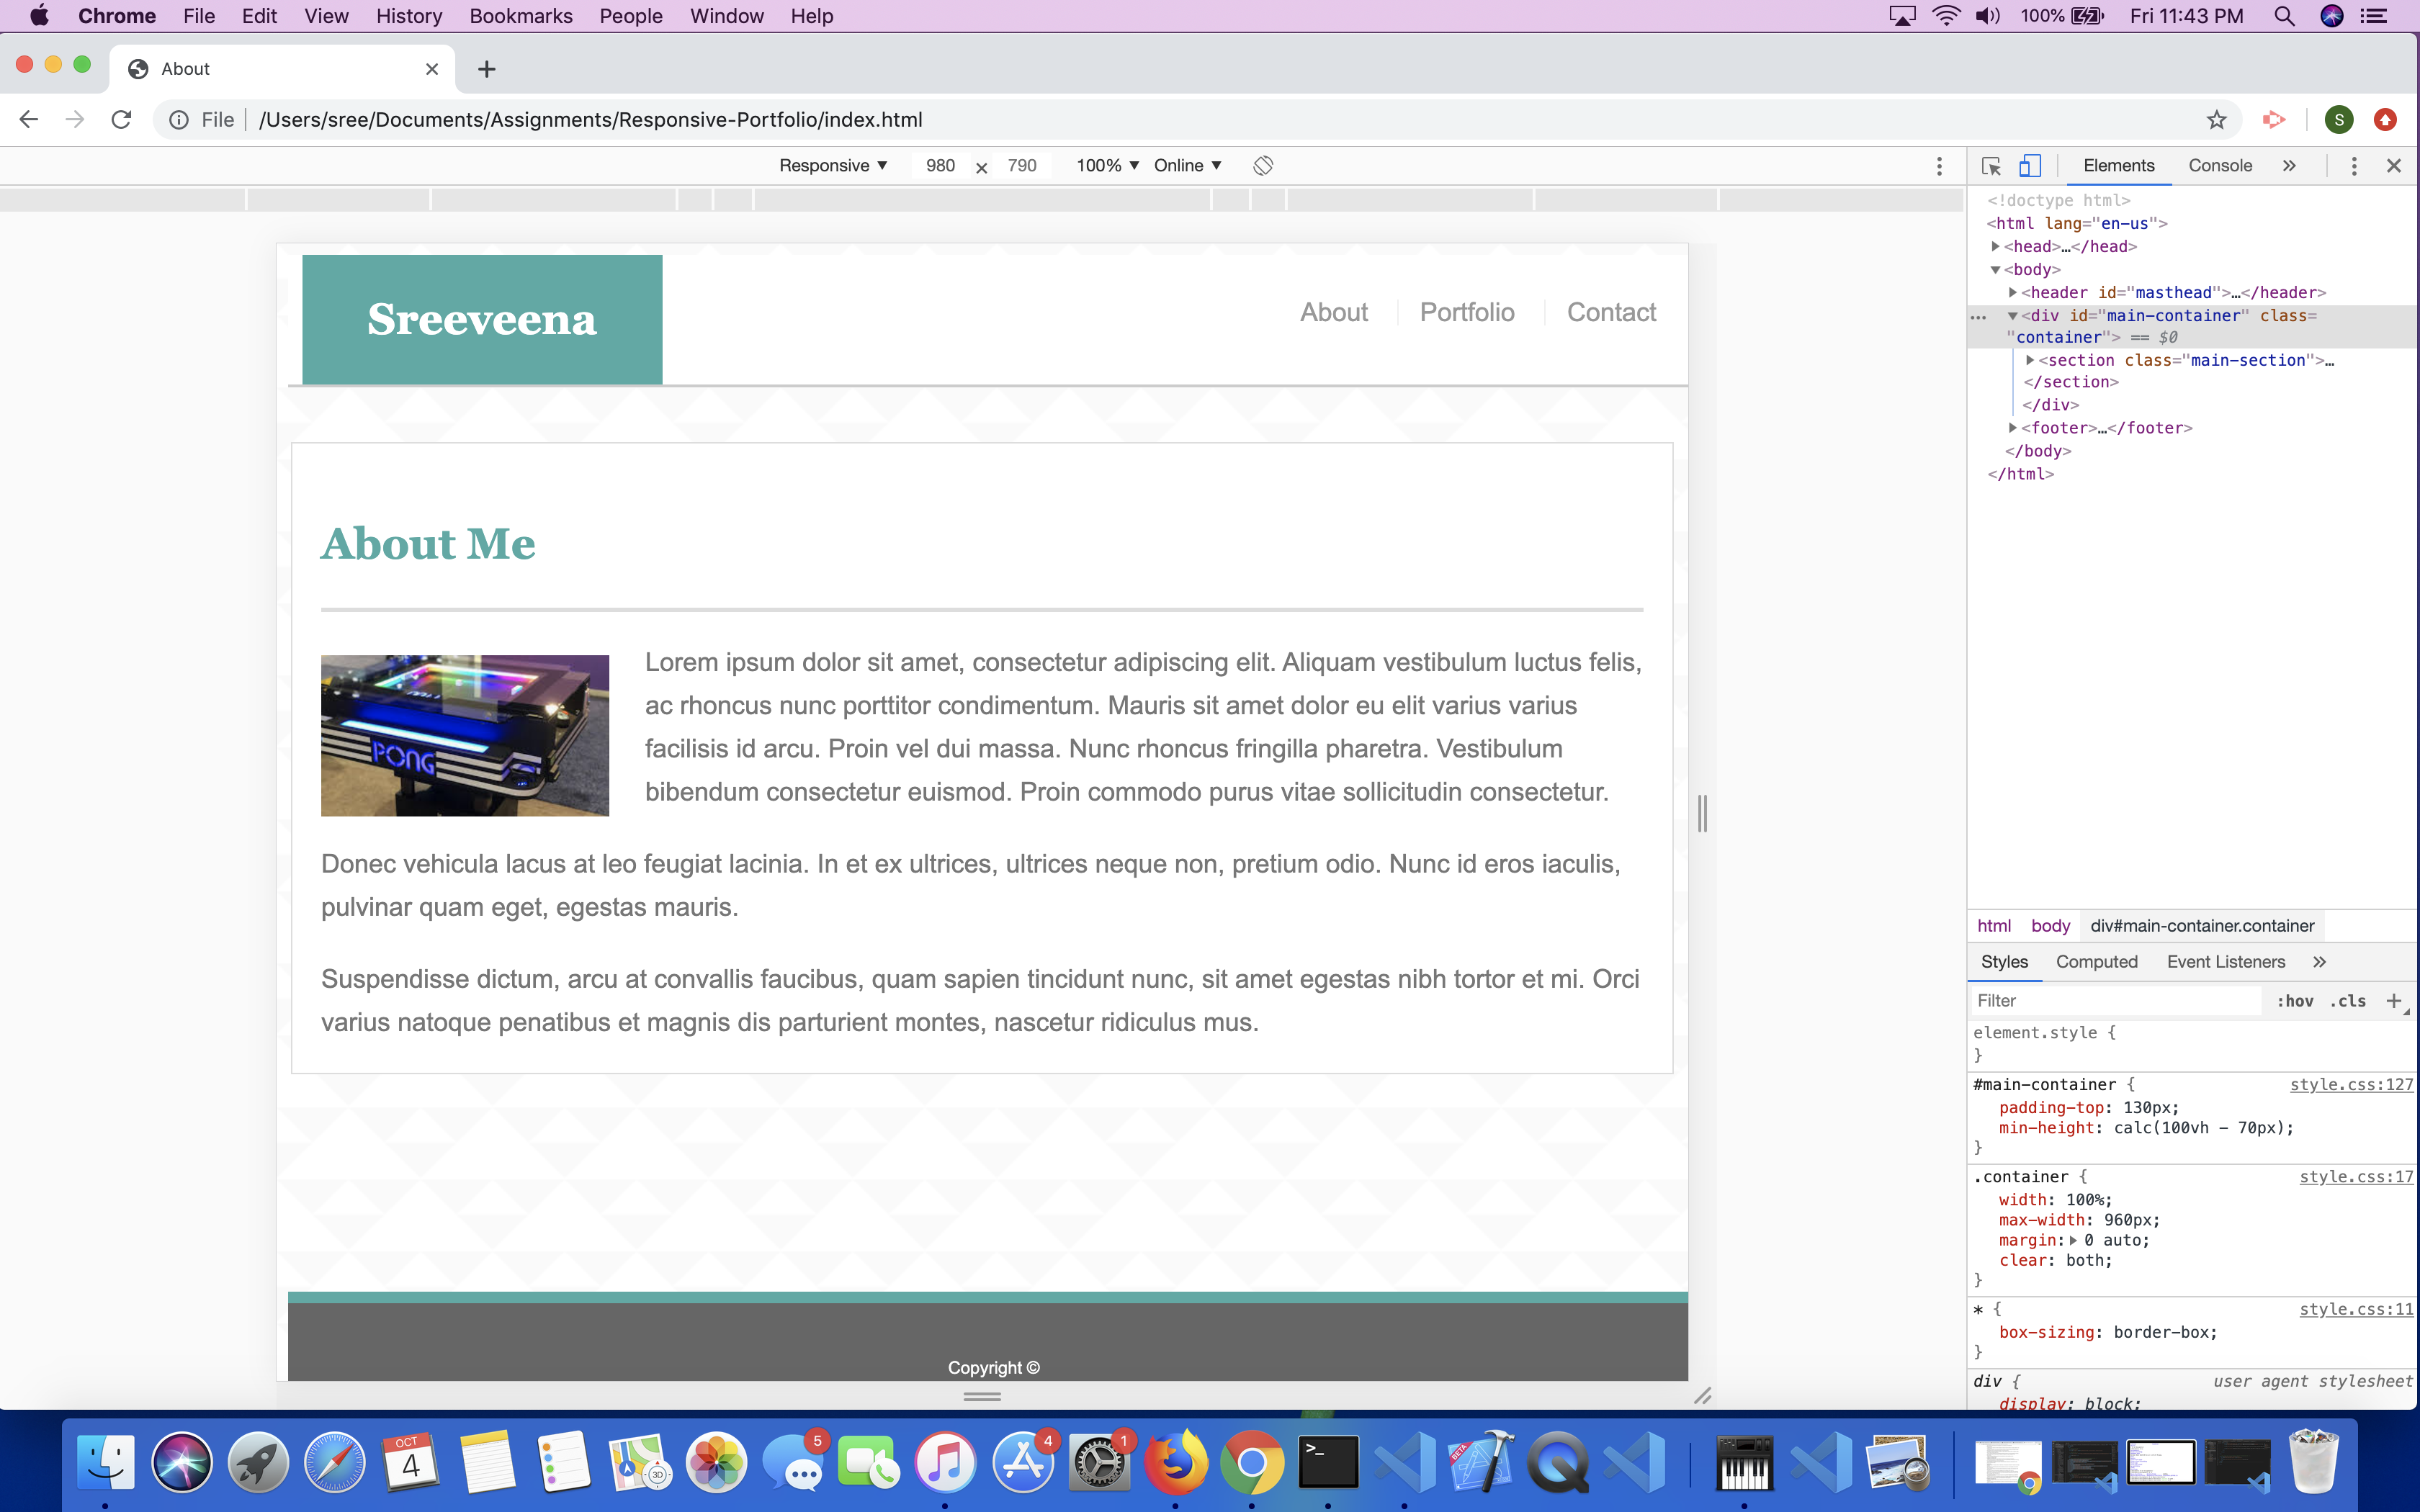 Chrome File Edit View History Bookmarks People Window Help 100% Fri 11:43 PM
About
File /Users/sree/Documents/Assignments/Responsive-Portfolio/index.html S
Responsive ▼ 980 × 790 100% ▼ Online ▼
Elements Console »
<!doctype html>
<html lang="en-us">
▶<head>…</head>
▼<body>
▶<header id="masthead">…</header>
… ▼<div id="main-container" class=
"container"> == $0
▶<section class="main-section">…
</section>
</div>
▶<footer>…</footer>
</body>
</html>
Sreeveena
About Portfolio Contact
About Me
PONG
Lorem ipsum dolor sit amet, consectetur adipiscing elit. Aliquam vestibulum luctus felis,
ac rhoncus nunc porttitor condimentum. Mauris sit amet dolor eu elit varius varius
facilisis id arcu. Proin vel dui massa. Nunc rhoncus fringilla pharetra. Vestibulum
bibendum consectetur euismod. Proin commodo purus vitae sollicitudin consectetur.
Donec vehicula lacus at leo feugiat lacinia. In et ex ultrices, ultrices neque non, pretium odio. Nunc id eros iaculis,
pulvinar quam eget, egestas mauris.
Suspendisse dictum, arcu at convallis faucibus, quam sapien tincidunt nunc, sit amet egestas nibh tortor et mi. Orci
varius natoque penatibus et magnis dis parturient montes, nascetur ridiculus mus.
Copyright ©
html body div#main-container.container
Styles Computed Event Listeners »
Filter :hov .cls +
element.style {
}
#main-container { style.css:127
padding-top: 130px;
min-height: calc(100vh - 70px);
}
.container { style.css:17
width: 100%;
max-width: 960px;
margin:▶ 0 auto;
clear: both;
}
* { style.css:11
box-sizing: border-box;
}
div { user agent stylesheet
display: block;
OCT
4
3D
5
4
1
>_
BETA